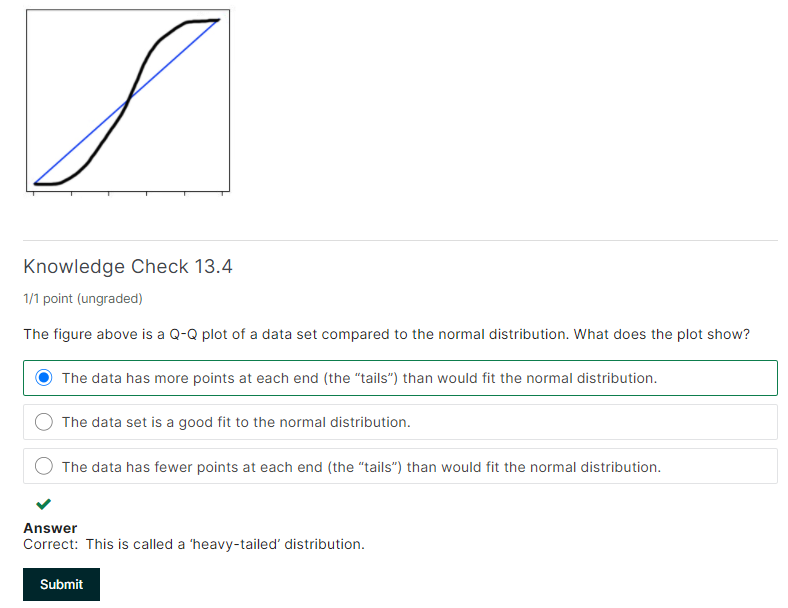 Knowledge Check 13.4
1/1 point (ungraded)
The figure above is a Q-Q plot of a data set compared to the normal distribution. What does the plot show?
The data has more points at each end (the “tails”) than would fit the normal distribution.
The data set is a good fit to the normal distribution.
The data has fewer points at each end (the “tails”) than would fit the normal distribution.
Answer
Correct: This is called a ‘heavy-tailed’ distribution.
Submit